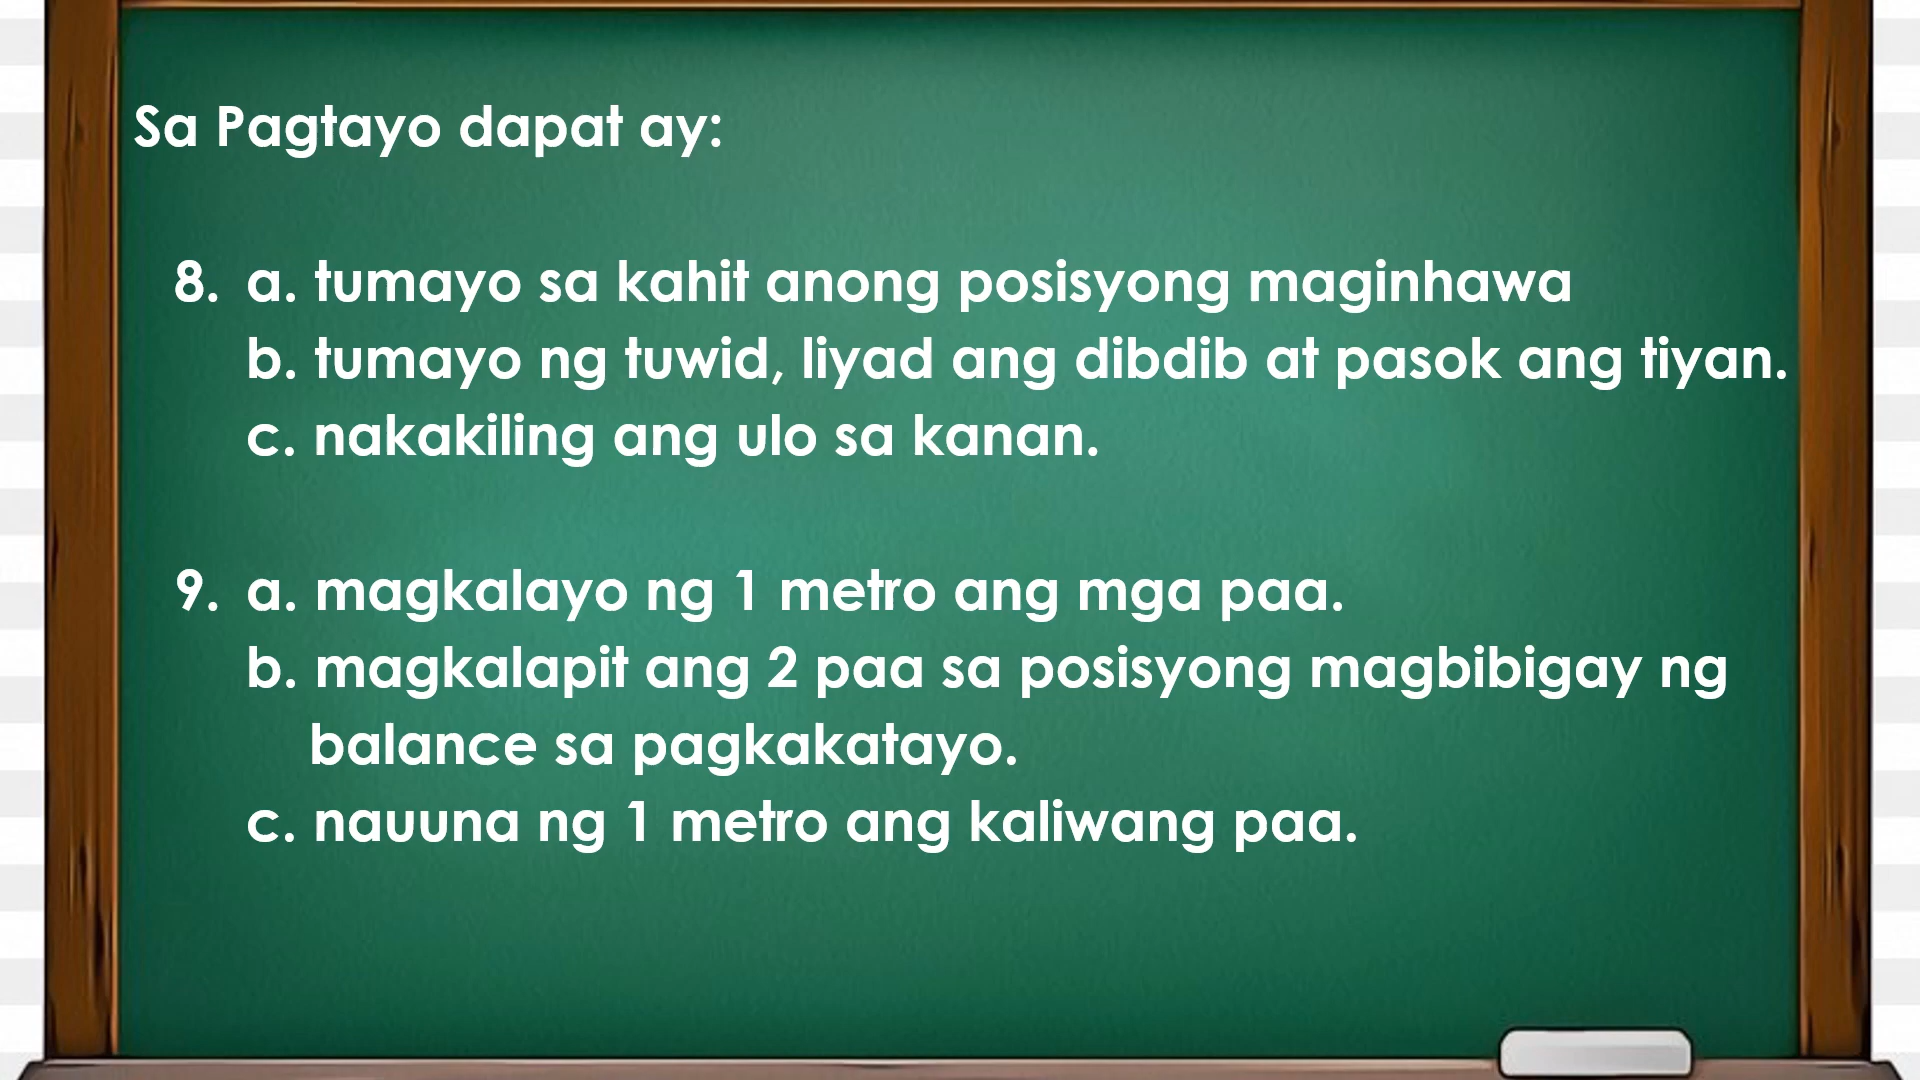 Sa Pagtayo dapat ay:
8. a. tumayo sa kahit anong posisyong maginhawa
b. tumayo ng tuwid, liyad ang dibdib at pasok ang tiyan.
c. nakakiling ang ulo sa kanan.
9. a. magkalayo ng 1 metro ang mga paa.
b. magkalapit ang 2 paa sa posisyong magbibigay ng
balance sa pagkakatayo.
c. nauuna ng 1 metro ang kaliwang paa.